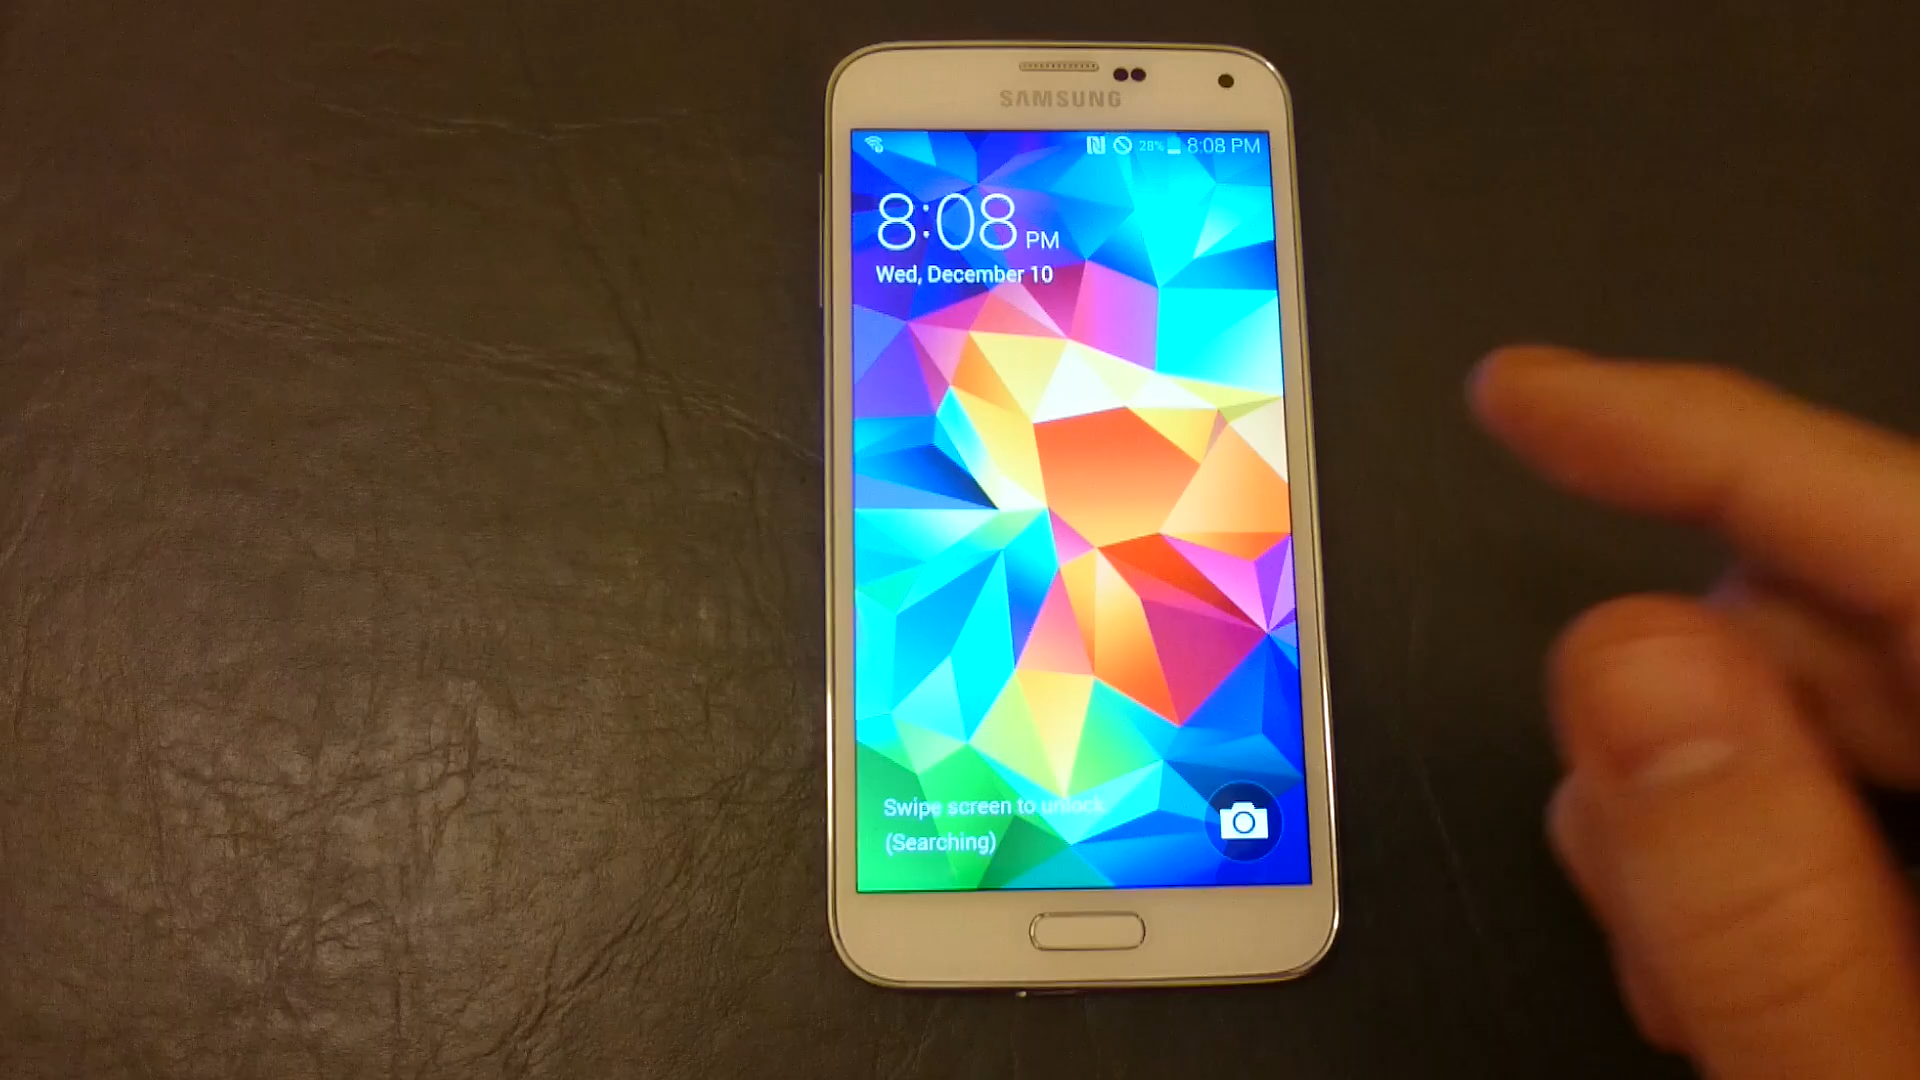 SAMSUNG
28% 8:08 PM
8:08 PM
Wed, December 10
Swipe screen to unlock
(Searching)